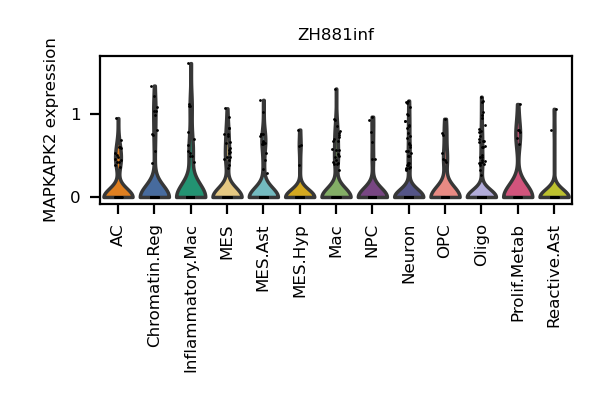 ZH881inf
MAPKAPK2 expression
1
0
AC
Chromatin.Reg
Inflammatory.Mac
MES
MES.Ast
MES.Hyp
Mac
NPC
Neuron
OPC
Oligo
Prolif.Metab
Reactive.Ast